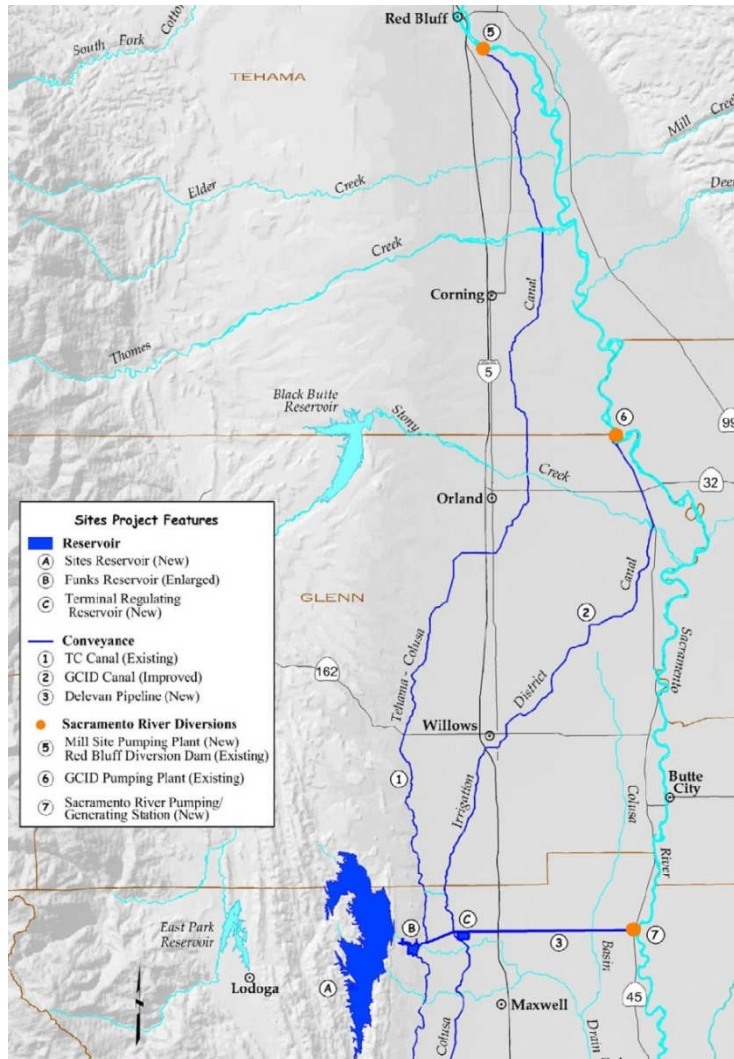 Red Bluff
5
South Fork
Cotto
TEHAMA
Mill Creek
Deer
Elder
Creek
Creek
Canal
Corning
Thomes
5
Black Butte
Reservoir
Stony
6
99
Creek
32
Orland
Sites Project Features
Reservoir
A Sites Reservoir (New)
B Funks Reservoir (Enlarged)
C Terminal Regulating
Reservoir (New)
Conveyance
1 TC Canal (Existing)
2 GCID Canal (Improved)
3 Delevan Pipeline (New)
Sacramento River Diversions
5 Mill Site Pumping Plant (New)
Red Bluff Diversion Dam (Existing)
6 GCID Pumping Plant (Existing)
7 Sacramento River Pumping/
Generating Station (New)
GLENN
Canal
2
162
Tehama - Colusa
District
Sacramento
Willows
1
Irrigation
Butte
City
Colusa
River
East Park
Reservoir
B
C
3
7
Basin
A
Lodoga
45
Maxwell
Colusa
Drain